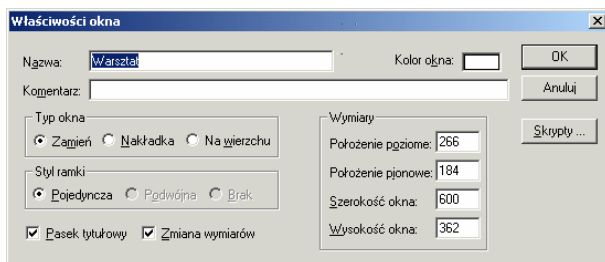 Właściwości okna
Nazwa: Warsztat Kolor okna: OK
Komentarz: Anuluj
Typ okna Wymiary
Zamień Nakładka Na wierzchu Położenie poziome: 266 Skrypty ...
Położenie pionowe: 184
Styl ramki
Pojedyncza Podwójna Brak Szerokość okna: 600
Pasek tytułowy Zmiana wymiarów Wysokość okna: 362